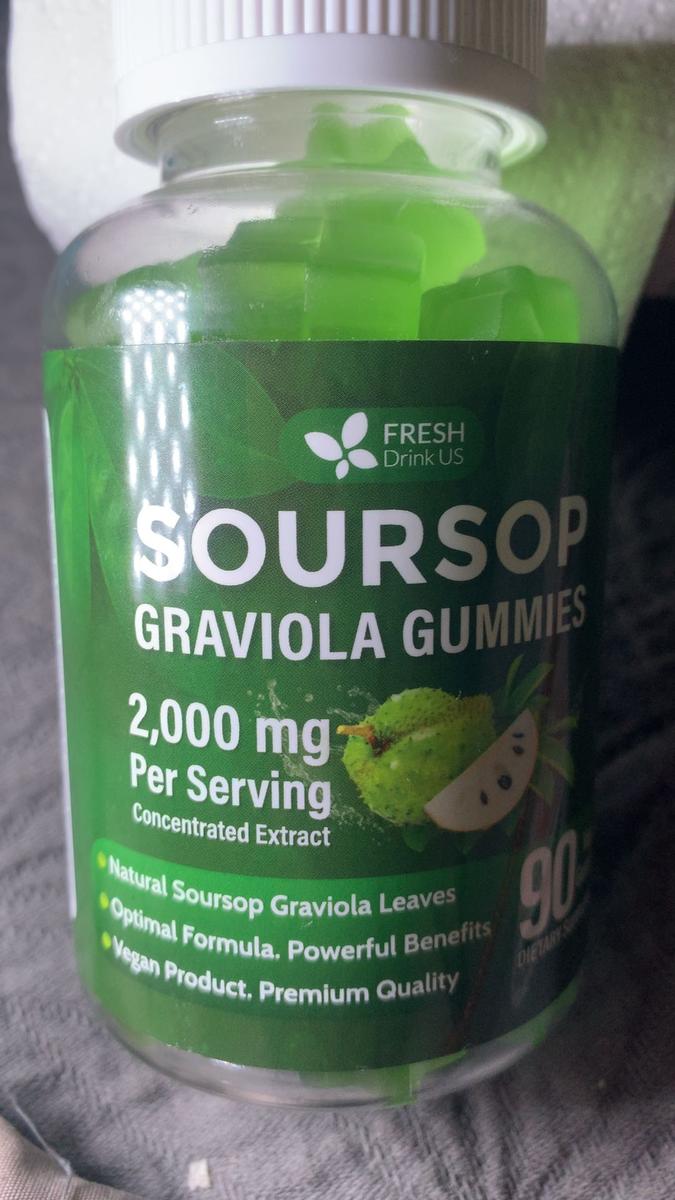 FRESH
Drink US
SOURSOP
GRAVIOLA GUMMIES
2,000 mg
Per Serving
Concentrated Extract
Natural Soursop Graviola Leaves
Optimal Formula. Powerful Benefits
Vegan Product. Premium Quality
90
DIETARY